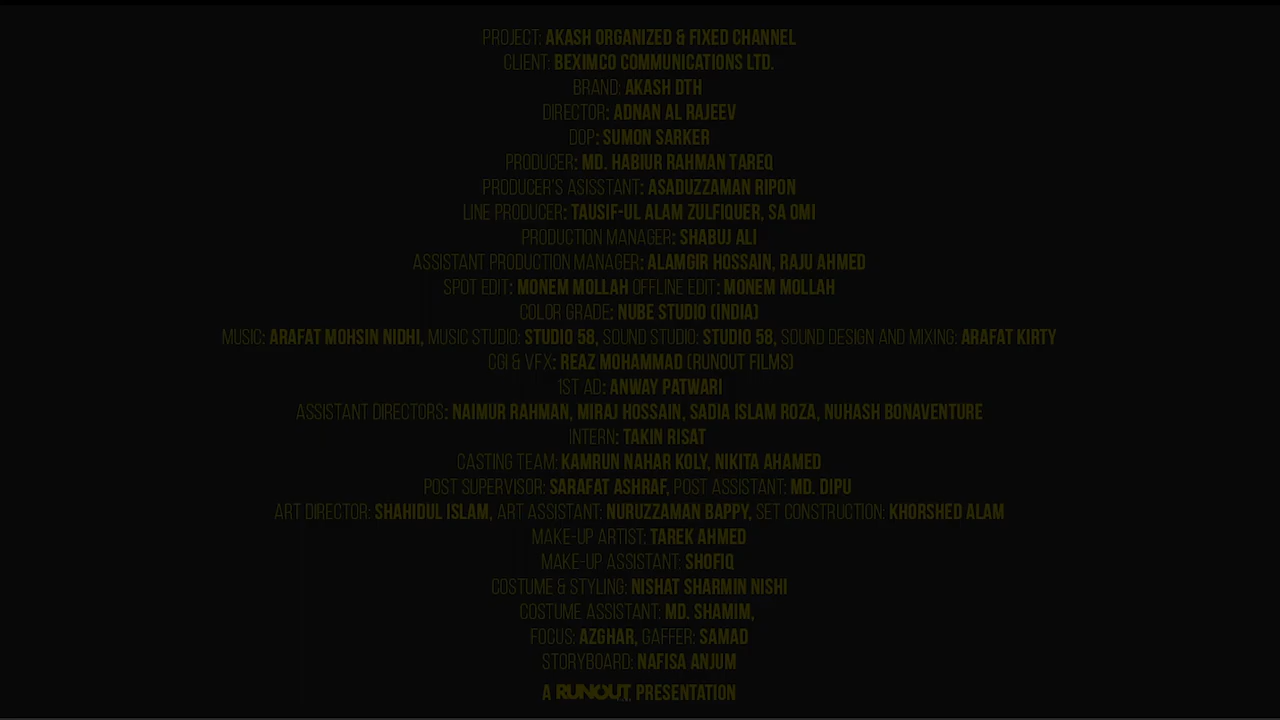 PROJECT: AKASH ORGANIZED & FIXED CHANNEL
CLIENT: BEXIMCO COMMUNICATIONS LTD.
BRAND: AKASH DTH
DIRECTOR: ADNAN AL RAJEEV
DOP: SUMON SARKER
PRODUCER: MD. HABIUR RAHMAN TAREQ
PRODUCER'S ASISSTANT: ASADUZZAMAN RIPON
LINE PRODUCER: TAUSIF-UL ALAM ZULFIQUER, SA OMI
PRODUCTION MANAGER: SHABUJ ALI
ASSISTANT PRODUCTION MANAGER: ALAMGIR HOSSAIN, RAJU AHMED
SPOT EDIT: MONEM MOLLAH OFFLINE EDIT: MONEM MOLLAH
COLOR GRADE: NUBE STUDIO (INDIA)
MUSIC: ARAFAT MOHSIN NIDHI, MUSIC STUDIO: STUDIO 58, SOUND STUDIO: STUDIO 58, SOUND DESIGN AND MIXING: ARAFAT KIRTY
CGI & VFX: REAZ MOHAMMAD (RUNOUT FILMS)
1ST AD: ANWAY PATWARI
ASSISTANT DIRECTORS: NAIMUR RAHMAN, MIRAJ HOSSAIN, SADIA ISLAM ROZA, NUHASH BONAVENTURE
INTERN: TAKIN RISAT
CASTING TEAM: KAMRUN NAHAR KOLY, NIKITA AHAMED
POST SUPERVISOR: SARAFAT ASHRAF, POST ASSISTANT: MD. DIPU
ART DIRECTOR: SHAHIDUL ISLAM, ART ASSISTANT: NURUZZAMAN BAPPY, SET CONSTRUCTION: KHORSHED ALAM
MAKE-UP ARTIST: TAREK AHMED
MAKE-UP ASSISTANT: SHOFIQ
COSTUME & STYLING: NISHAT SHARMIN NISHI
COSTUME ASSISTANT: MD. SHAMIM,
FOCUS: AZGHAR, GAFFER: SAMAD
STORYBOARD: NAFISA ANJUM
A RUNOUT PRESENTATION